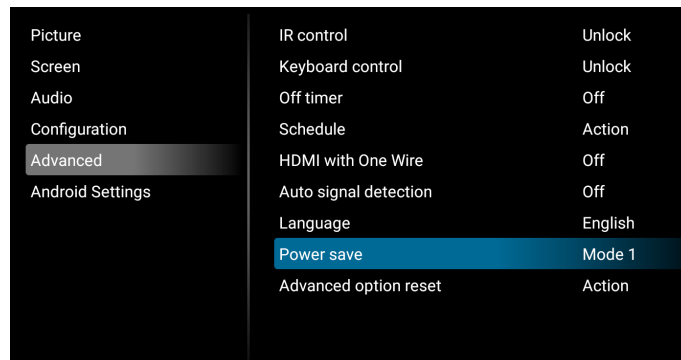 Picture
Screen
Audio
Configuration
Advanced
Android Settings
IR control Unlock
Keyboard control Unlock
Off timer Off
Schedule Action
HDMI with One Wire Off
Auto signal detection Off
Language English
Power save Mode 1
Advanced option reset Action